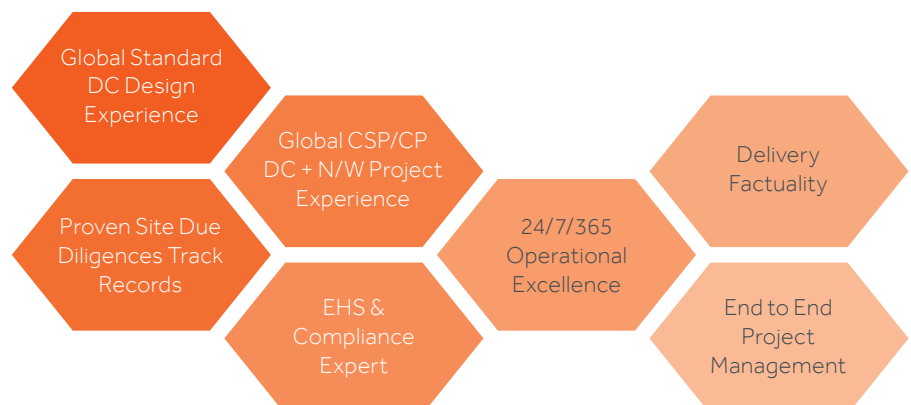 Global Standard
DC Design
Experience
Proven Site Due
Diligences Track
Records
Global CSP/CP
DC + N/W Project
Experience
EHS &
Compliance
Expert
24/7/365
Operational
Excellence
Delivery
Factuality
End to End
Project
Management